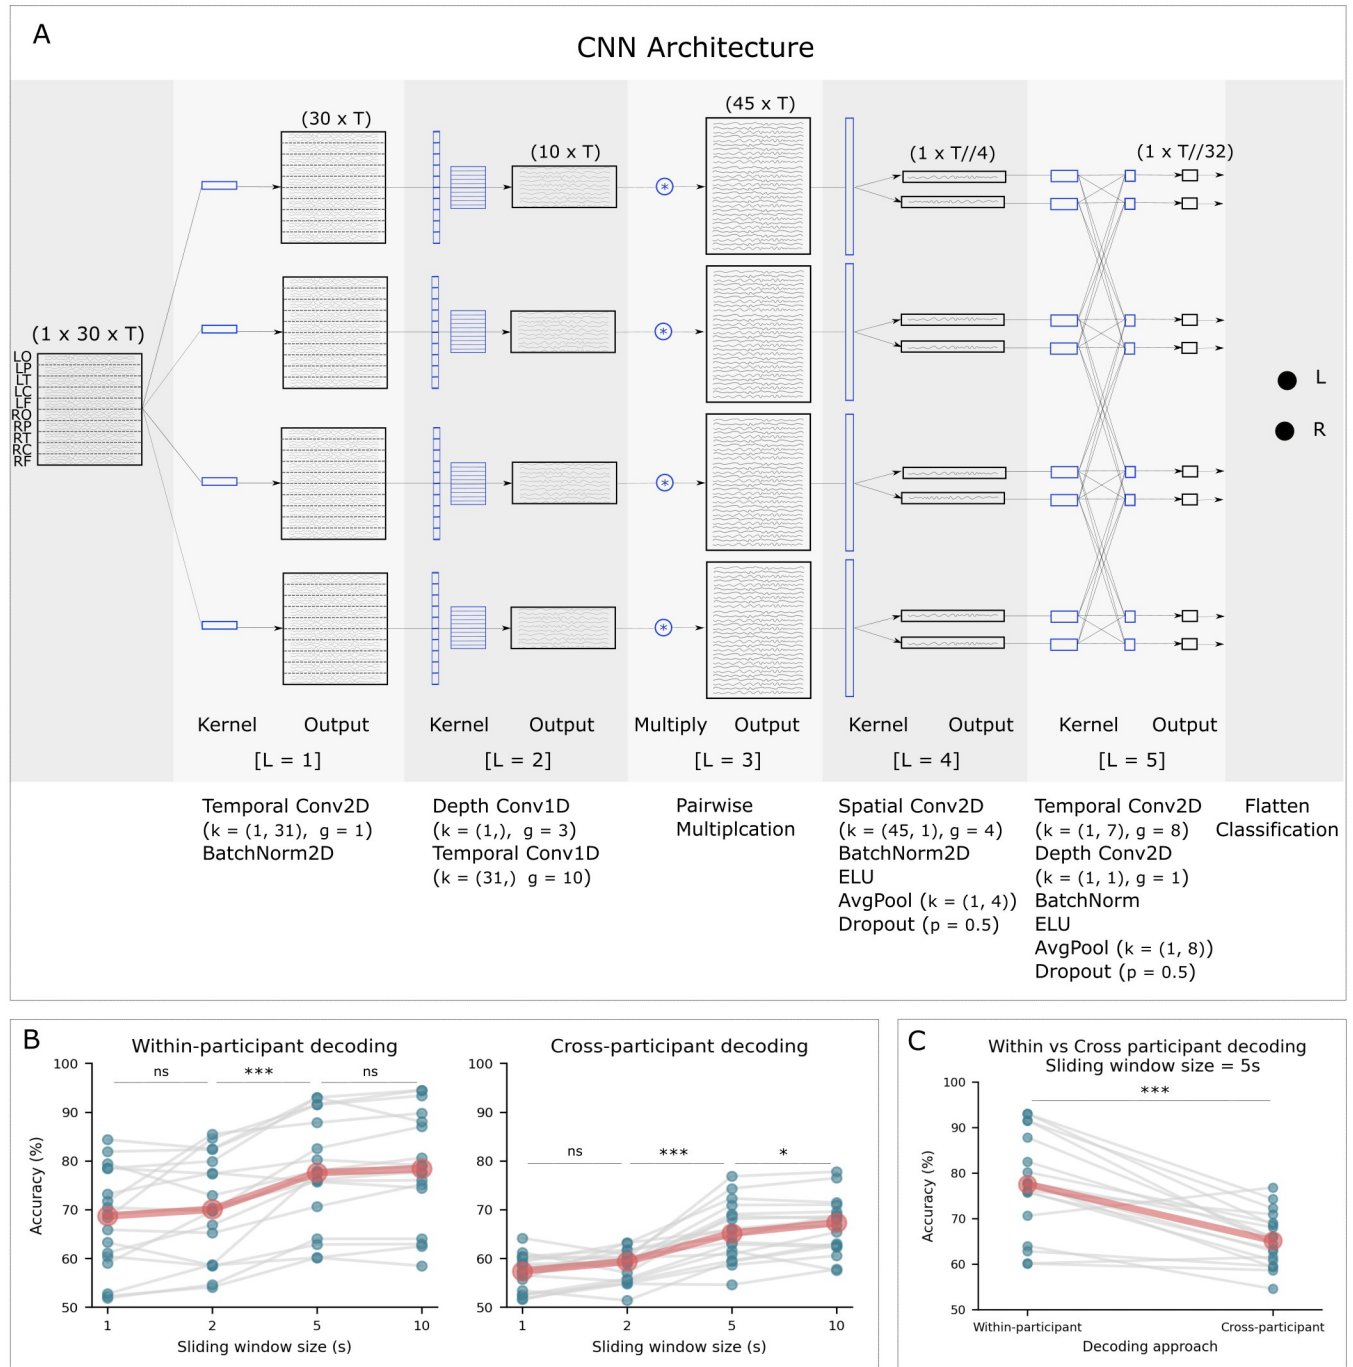 A
CNN Architecture
(1 x 30 x T)
LO
LP
LT
LC
LF
RO
RP
RT
RC
RF
(30 x T)
(10 x T)
(45 x T)
(1 x T//4)
(1 x T//32)
*
*
*
*
L
R
Kernel Output Kernel Output Multiply Output Kernel Output Kernel Output
[L = 1] [L = 2] [L = 3] [L = 4] [L = 5]
Temporal Conv2D
(k = (1, 31), g = 1)
BatchNorm2D
Depth Conv1D
(k = (1,), g = 3)
Temporal Conv1D
(k = (31,) g = 10)
Pairwise
Multiplcation
Spatial Conv2D
(k = (45, 1), g = 4)
BatchNorm2D
ELU
AvgPool (k = (1, 4))
Dropout (p = 0.5)
Temporal Conv2D
(k = (1, 7), g = 8)
Depth Conv2D
(k = (1, 1), g = 1)
BatchNorm
ELU
AvgPool (k = (1, 8))
Dropout (p = 0.5)
Flatten
Classification
B
Within-participant decoding
ns *** ns
Accuracy (%)
100
90
80
70
60
50
1 2 5 10
Sliding window size (s)
Cross-participant decoding
ns *** *
100
90
80
70
60
50
1 2 5 10
Sliding window size (s)
C
Within vs Cross participant decoding
Sliding window size = 5s
***
Accuracy (%)
100
90
80
70
60
50
Within-participant Cross-participant
Decoding approach